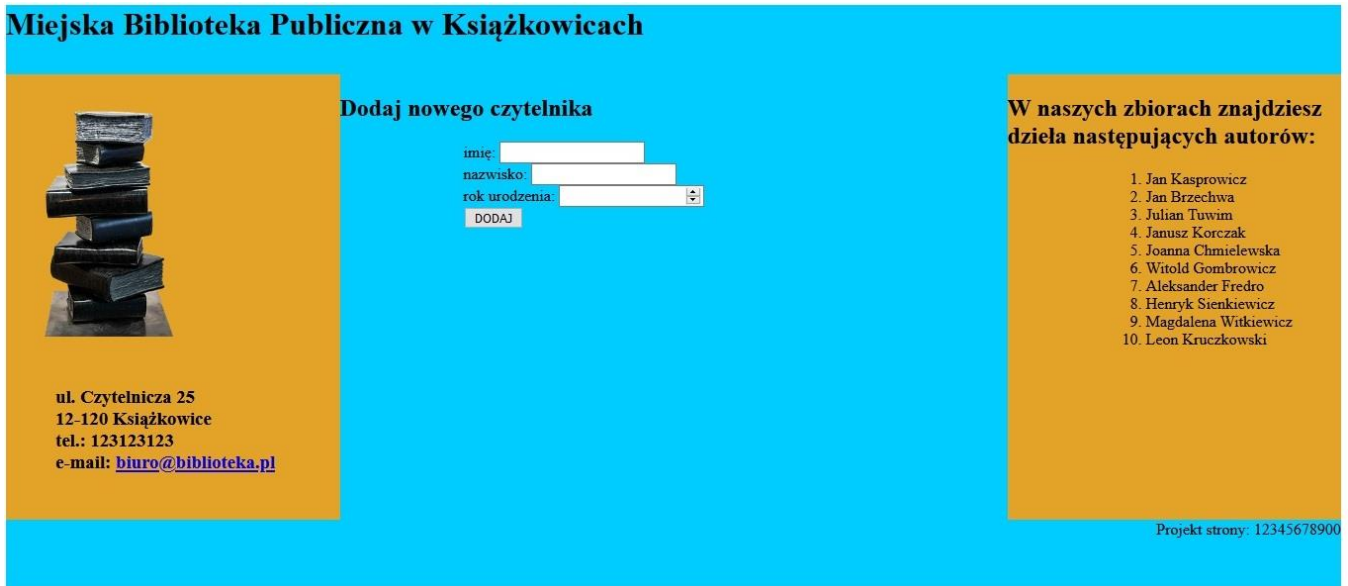 Miejska Biblioteka Publiczna w Książkowicach
ul. Czytelnicza 25
12-120 Książkowice
tel.: 123123123
e-mail: biuro@biblioteka.pl
Dodaj nowego czytelnika
imię:
nazwisko:
rok urodzenia:
DODAJ
W naszych zbiorach znajdziesz
dzieła następujących autorów:
1. Jan Kasprowicz
2. Jan Brzechwa
3. Julian Tuwim
4. Janusz Korczak
5. Joanna Chmielewska
6. Witold Gombrowicz
7. Aleksander Fredro
8. Henryk Sienkiewicz
9. Magdalena Witkiewicz
10. Leon Kruczkowski
Projekt strony: 12345678900